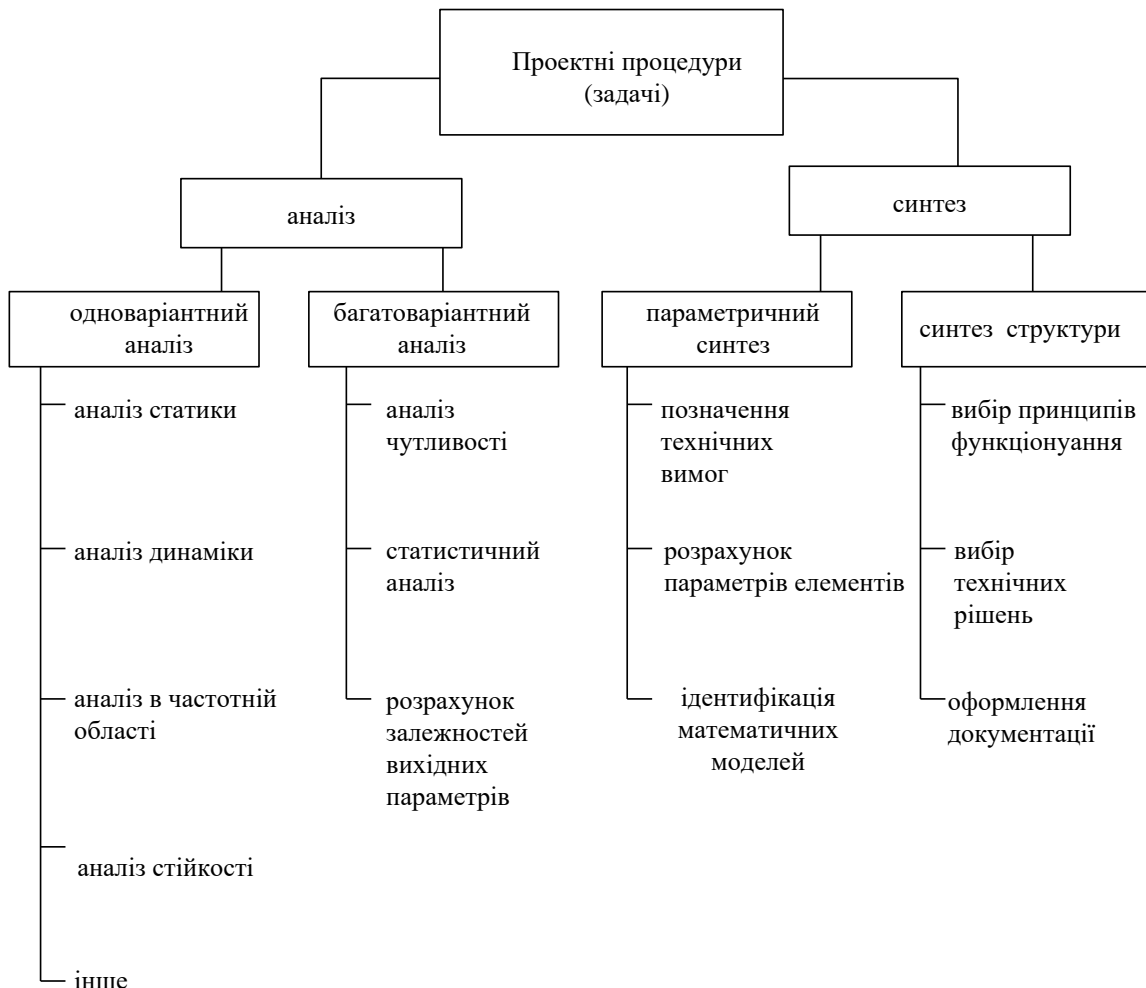 Проектні процедури
(задачі)
аналіз
синтез
одноваріантний
аналіз
багатоваріантний
аналіз
параметричний
синтез
синтез структури
аналіз статики
аналіз динаміки
аналіз в частотній
області
аналіз стійкості
інше
аналіз
чутливості
статистичний
аналіз
розрахунок
залежностей
вихідних
параметрів
позначення
технічних
вимог
розрахунок
параметрів елементів
ідентифікація
математичних
моделей
вибір принципів
функціонуання
вибір
технічних
рішень
оформлення
документації